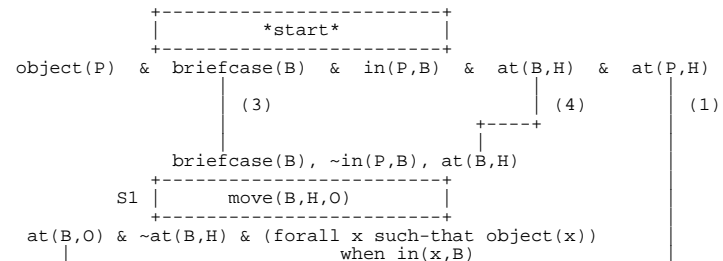 *start*
object(P) & briefcase(B) & in(P,B) & at(B,H) & at(P,H)
(3) (4) (1)
briefcase(B), ~in(P,B), at(B,H)
S1 move(B,H,O)
at(B,O) & ~at(B,H) & (forall x such-that object(x))
when in(x,B)